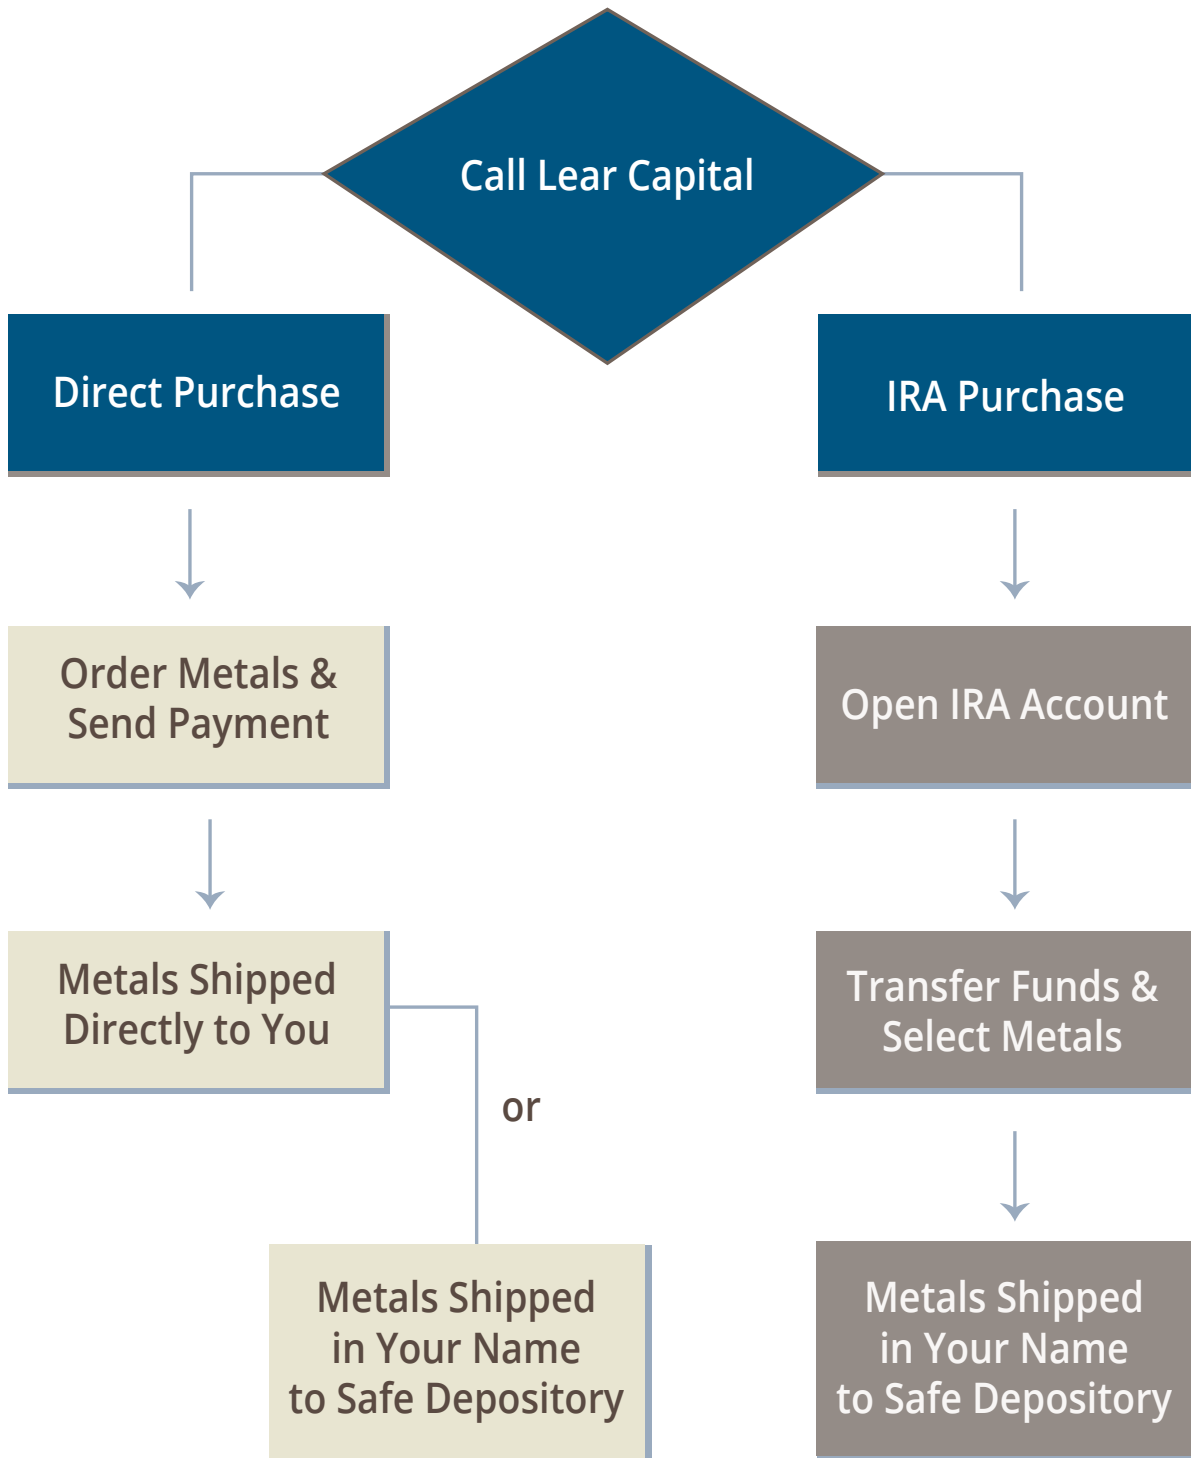 Call Lear Capital
Direct Purchase
IRA Purchase
Order Metals &
Send Payment
Open IRA Account
Metals Shipped
Directly to You
Transfer Funds &
Select Metals
or
Metals Shipped
in Your Name
to Safe Depository
Metals Shipped
in Your Name
to Safe Depository